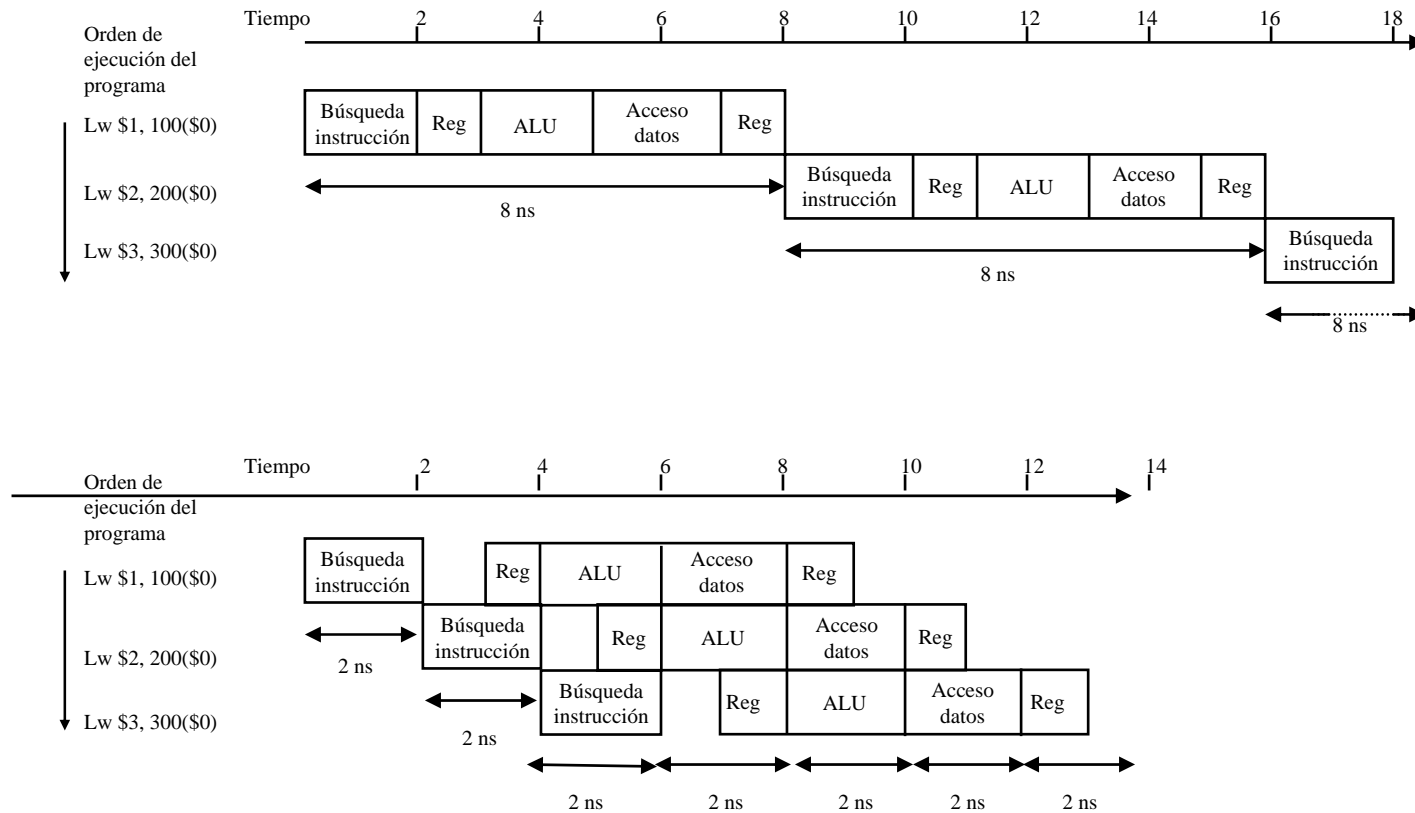 Tiempo
2
4
6
8
10
12
14
16
18
Orden de
ejecución del
programa
Lw $1, 100($0)
Búsqueda
instrucción
Reg
ALU
Acceso
datos
Reg
Lw $2, 200($0)
8 ns
Búsqueda
instrucción
Reg
ALU
Acceso
datos
Reg
Lw $3, 300($0)
8 ns
Búsqueda
instrucción
8 ns
Tiempo
2
4
6
8
10
12
14
Orden de
ejecución del
programa
Lw $1, 100($0)
Búsqueda
instrucción
Reg
ALU
Acceso
datos
Reg
Lw $2, 200($0)
2 ns
Búsqueda
instrucción
Reg
ALU
Acceso
datos
Reg
Lw $3, 300($0)
2 ns
Búsqueda
instrucción
Reg
ALU
Acceso
datos
Reg
2 ns
2 ns
2 ns
2 ns
2 ns